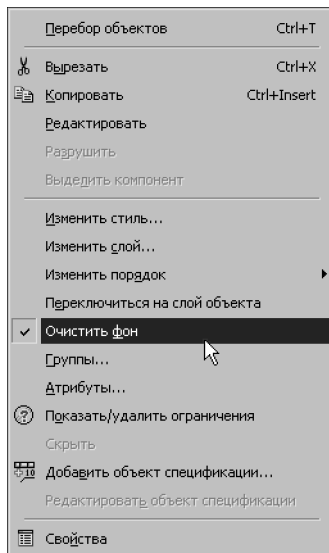 Перебор объектов Ctrl+T
Вырезать Ctrl+X
Копировать Ctrl+Insert
Редактировать
Разрушить
Выделить компонент
Изменить стиль...
Изменить слой...
Изменить порядок
Переключиться на слой объекта
Очистить фон
Группы...
Атрибуты...
Показать/удалить ограничения
Скрыть
Добавить объект спецификации...
Редактировать объект спецификации
Свойства